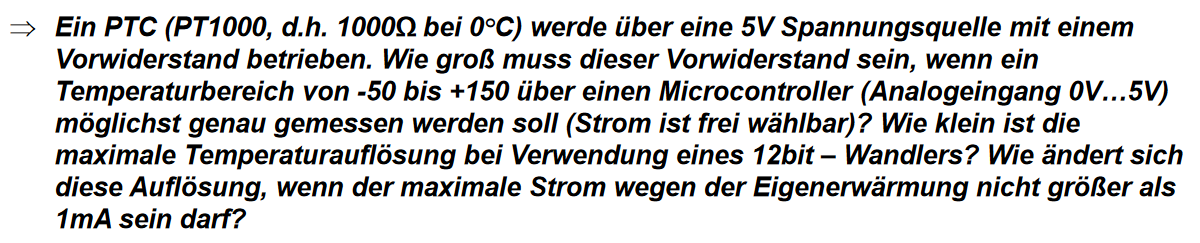 ⇒ Ein PTC (PT1000, d.h. 1000Ω bei 0°C) werde über eine 5V Spannungsquelle mit einem
Vorwiderstand betrieben. Wie groß muss dieser Vorwiderstand sein, wenn ein
Temperaturbereich von -50 bis +150 über einen Microcontroller (Analogeingang 0V…5V)
möglichst genau gemessen werden soll (Strom ist frei wählbar)? Wie klein ist die
maximale Temperaturauflösung bei Verwendung eines 12bit – Wandlers? Wie ändert sich
diese Auflösung, wenn der maximale Strom wegen der Eigenerwärmung nicht größer als
1mA sein darf?